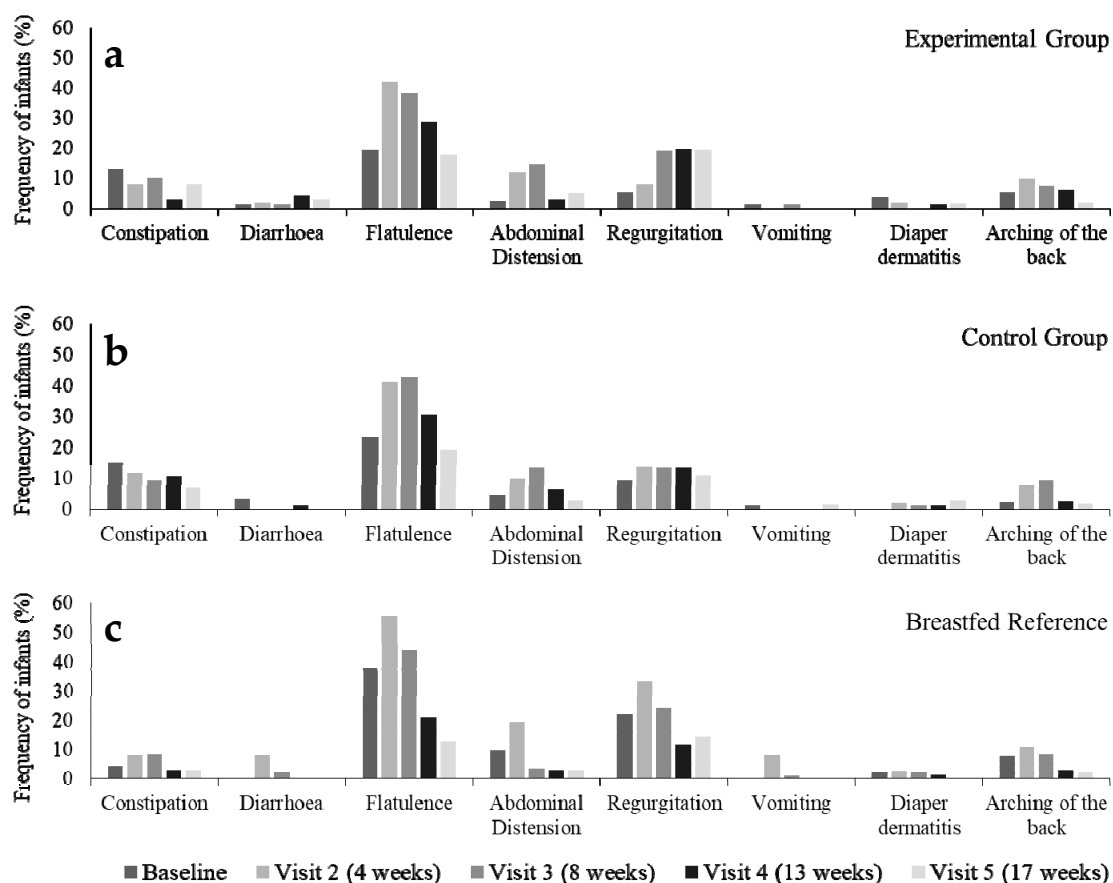 Frequency of infants (%)
60
50
40
30
20
10
0
a
Experimental Group
Constipation
Diarrhoea
Flatulence
Abdominal
Distension
Regurgitation
Vomiting
Diaper
dermatitis
Arching of the
back
Frequency of infants (%)
60
50
40
30
20
10
0
b
Control Group
Constipation
Diarrhoea
Flatulence
Abdominal
Distension
Regurgitation
Vomiting
Diaper
dermatitis
Arching of the
back
Frequency of infants (%)
60
50
40
30
20
10
0
c
Breastfed Reference
Constipation
Diarrhoea
Flatulence
Abdominal
Distension
Regurgitation
Vomiting
Diaper
dermatitis
Arching of the
back
Baseline
Visit 2 (4 weeks)
Visit 3 (8 weeks)
Visit 4 (13 weeks)
Visit 5 (17 weeks)